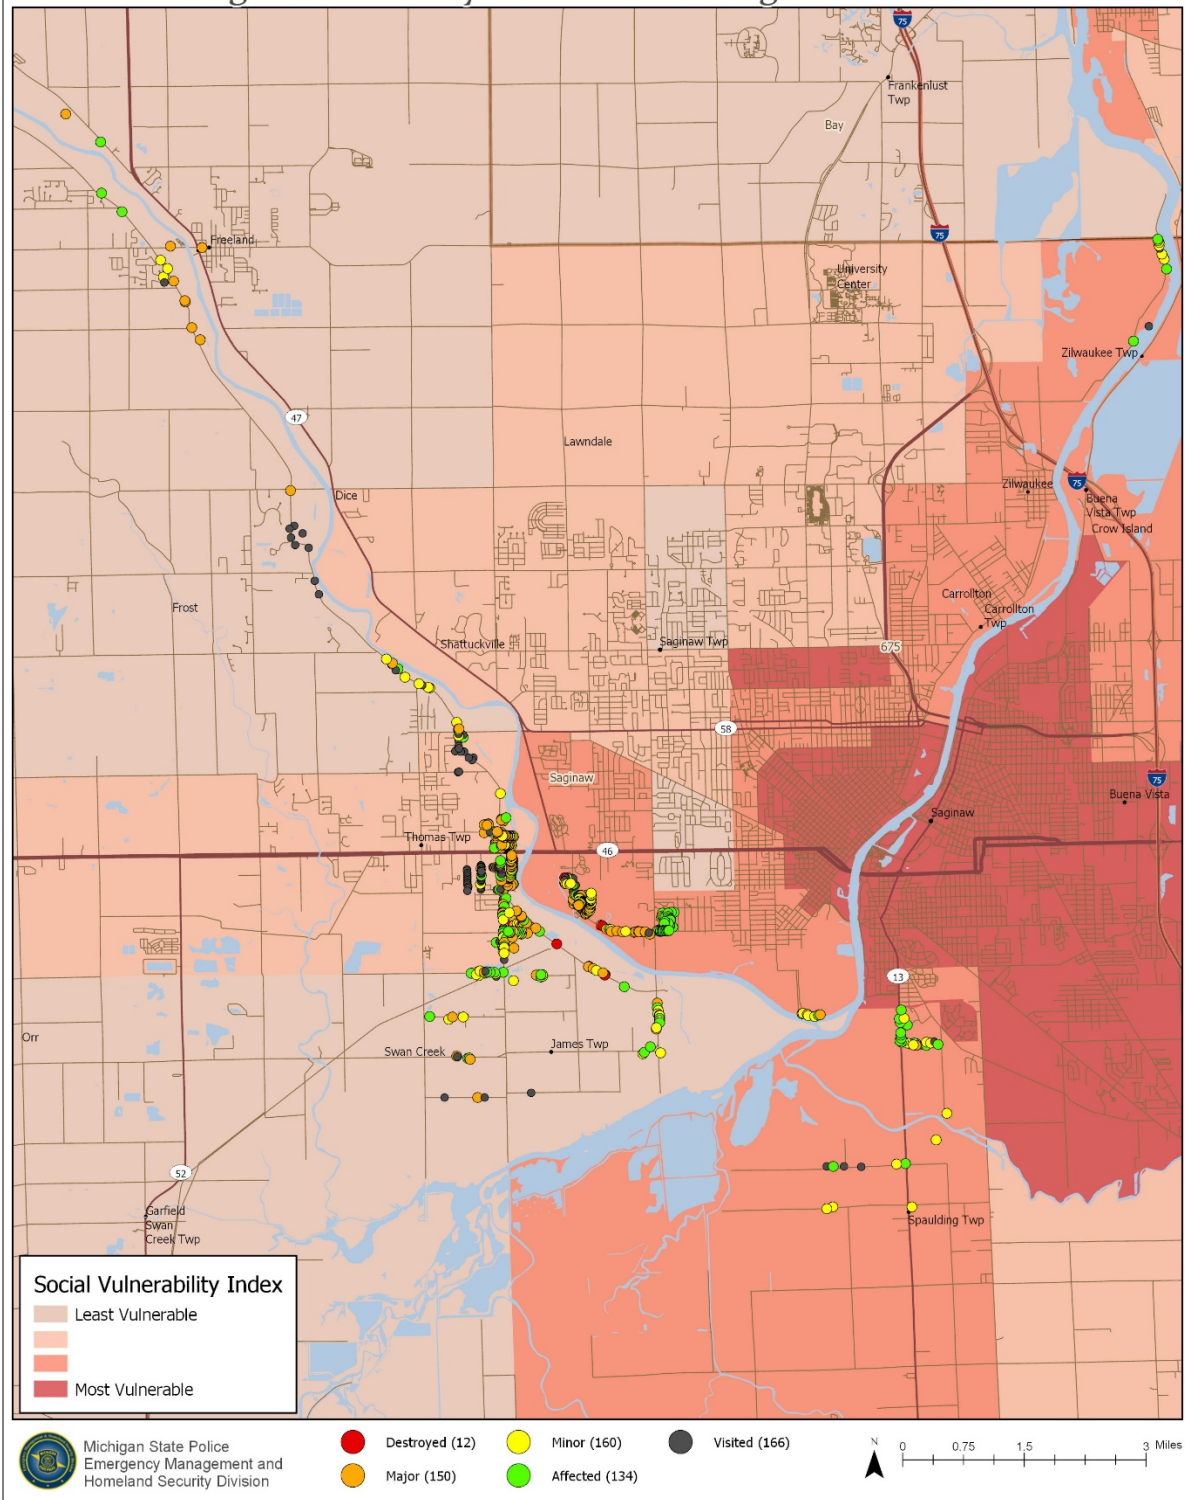 75
Frankenlust
Twp
Bay
75
Freeland
University
Center
Zilwaukee Twp
47
Lawndale
Dice
Zilwaukee
75
Buena
Vista Twp
Crow Island
Frost
Carrollton
Carrollton
Twp
Shattuckville
Saginaw Twp
675
58
Saginaw
75
Buena Vista
Saginaw
Thomas Twp
46
13
Orr
Swan Creek
James Twp
52
Garfield
Swan
Creek Twp
Spaulding Twp
Social Vulnerability Index
Least Vulnerable
Most Vulnerable
Michigan State Police
Emergency Management and
Homeland Security Division
Destroyed (12)
Minor (160)
Visited (166)
Major (150)
Affected (134)
N
0 0.75 1.5 3 Miles